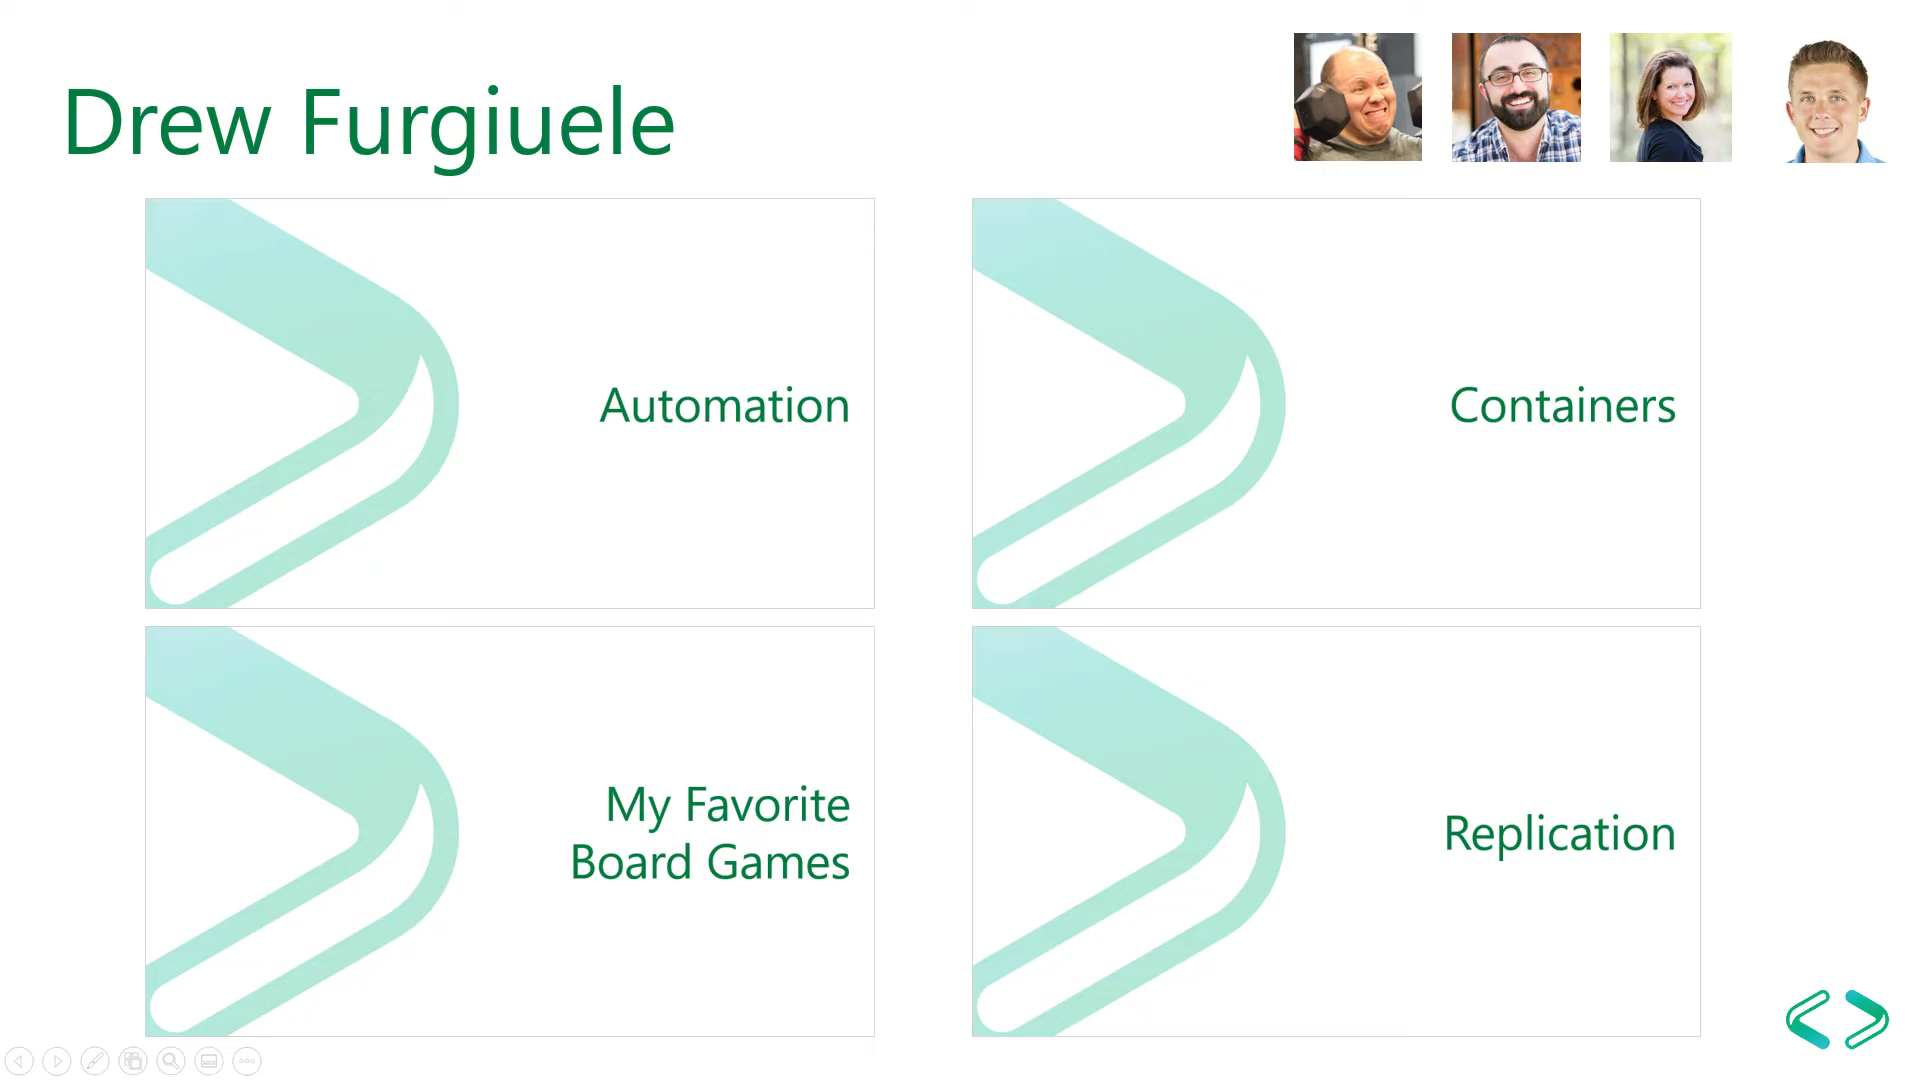 Drew Furgiuele
Automation
Containers
My Favorite
Board Games
Replication